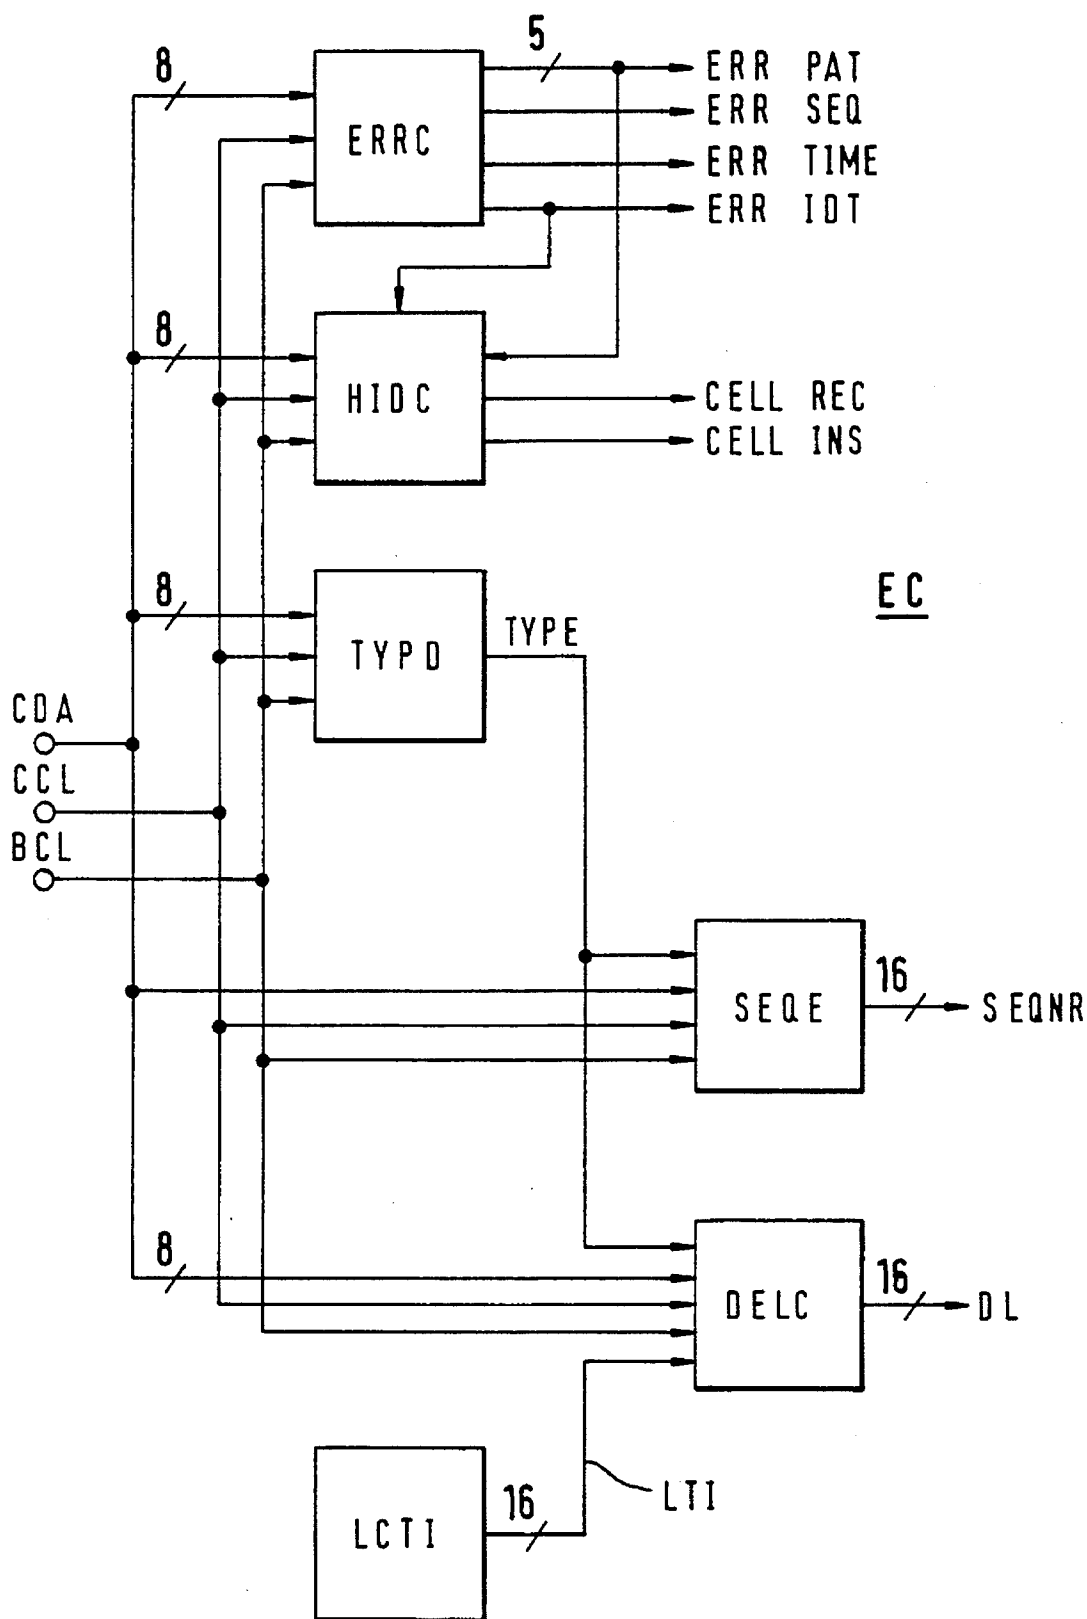 5
8
ERRC
ERR PAT
ERR SEQ
ERR TIME
ERR IDT
8
HIDC
CELL REC
CELL INS
8
TYPD
TYPE
EC
CDA
CCL
BCL
SEQE
16
SEQNR
8
DELC
16
DL
LCTI
16
LTI